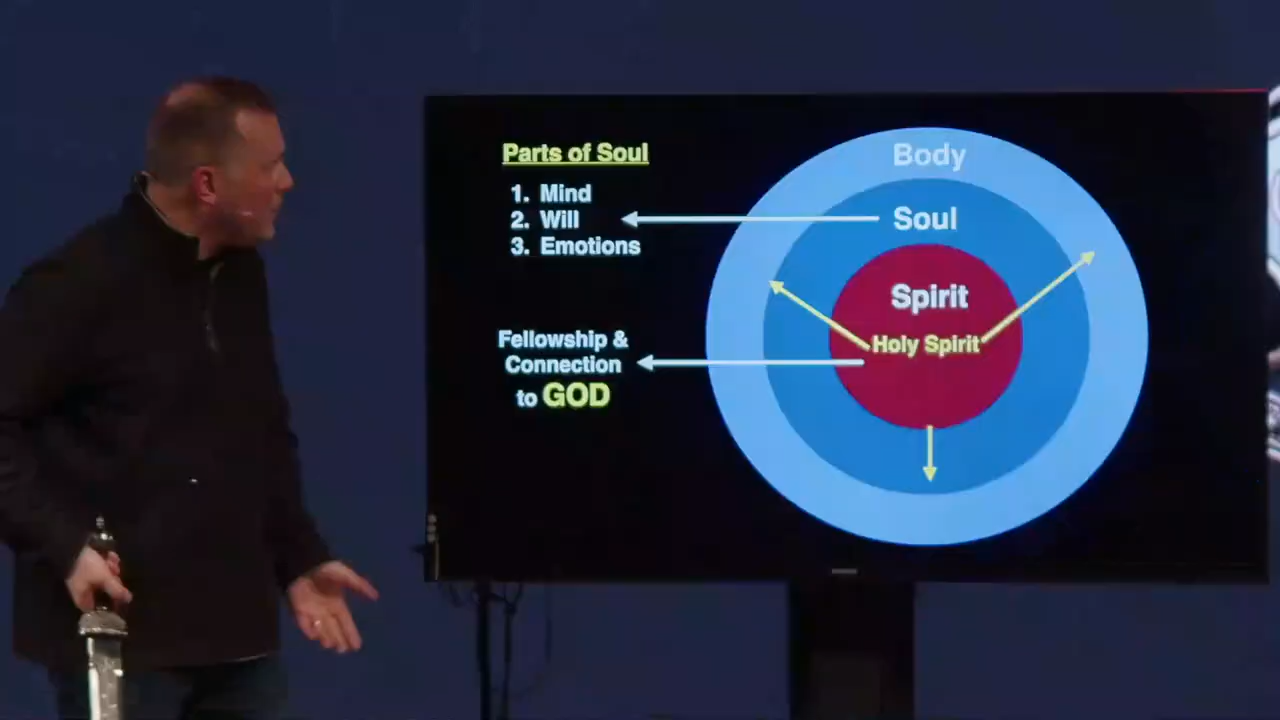 Parts of Soul
1. Mind
2. Will
3. Emotions
Fellowship &
Connection
to GOD
Body
Soul
Spirit
Holy Spirit